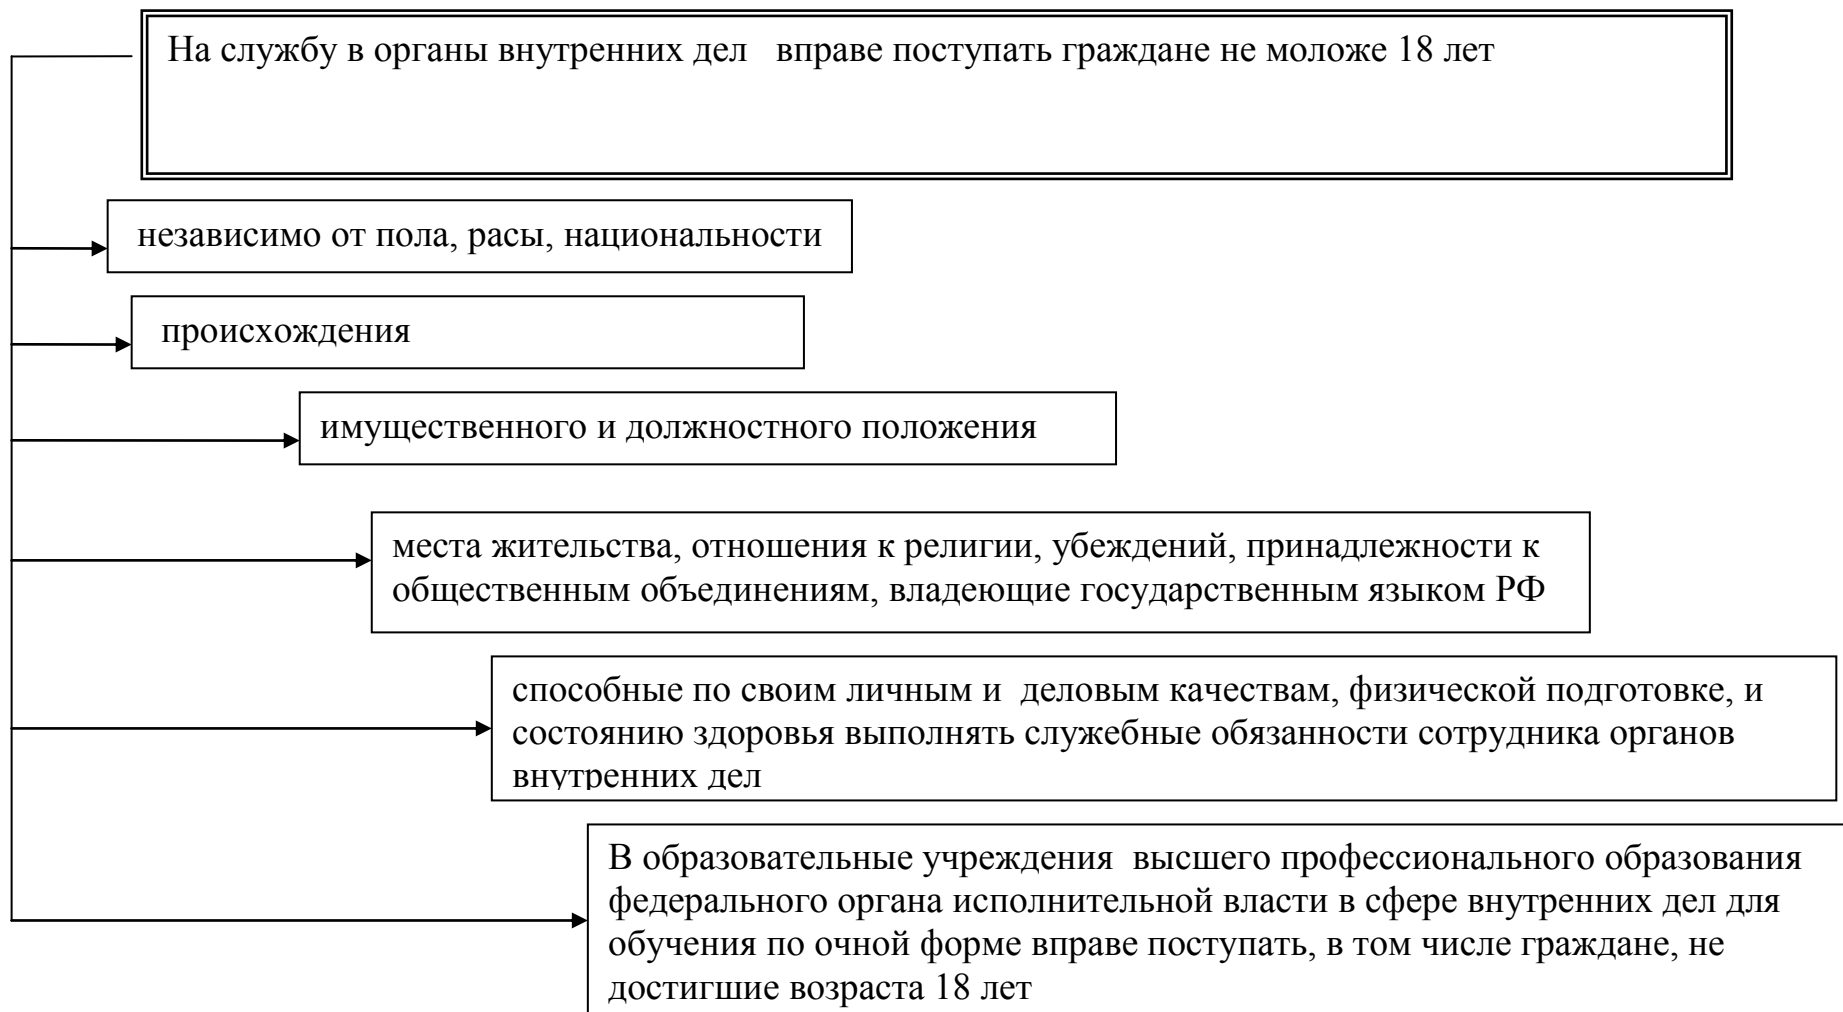 На службу в органы внутренних дел   вправе поступать граждане не моложе 18 лет
независимо от пола, расы, национальности
происхождения
имущественного и должностного положения
места жительства, отношения к религии, убеждений, принадлежности к
общественным объединениям, владеющие государственным языком РФ
способные по своим личным и  деловым качествам, физической подготовке, и
состоянию здоровья выполнять служебные обязанности сотрудника органов
внутренних дел
В образовательные учреждения  высшего профессионального образования
федерального органа исполнительной власти в сфере внутренних дел для
обучения по очной форме вправе поступать, в том числе граждане, не
достигшие возраста 18 лет